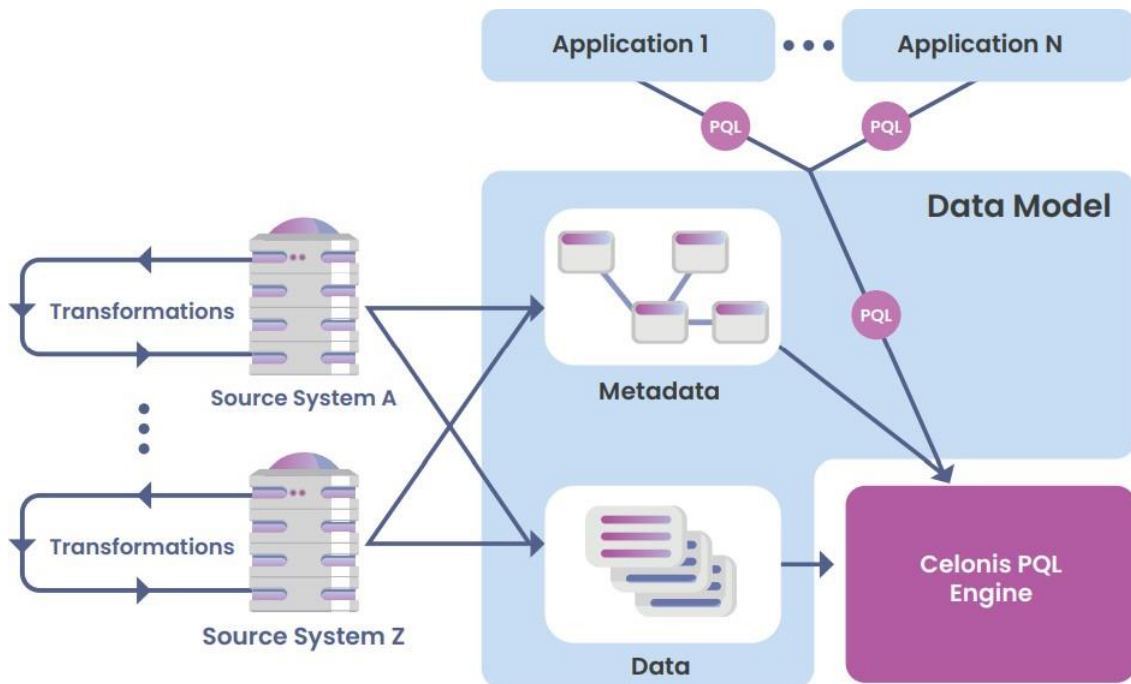 Application 1
Application N
PQL
PQL
Data Model
Transformations
Source System A
Metadata
PQL
Transformations
Source System Z
Data
Celonis PQL
Engine